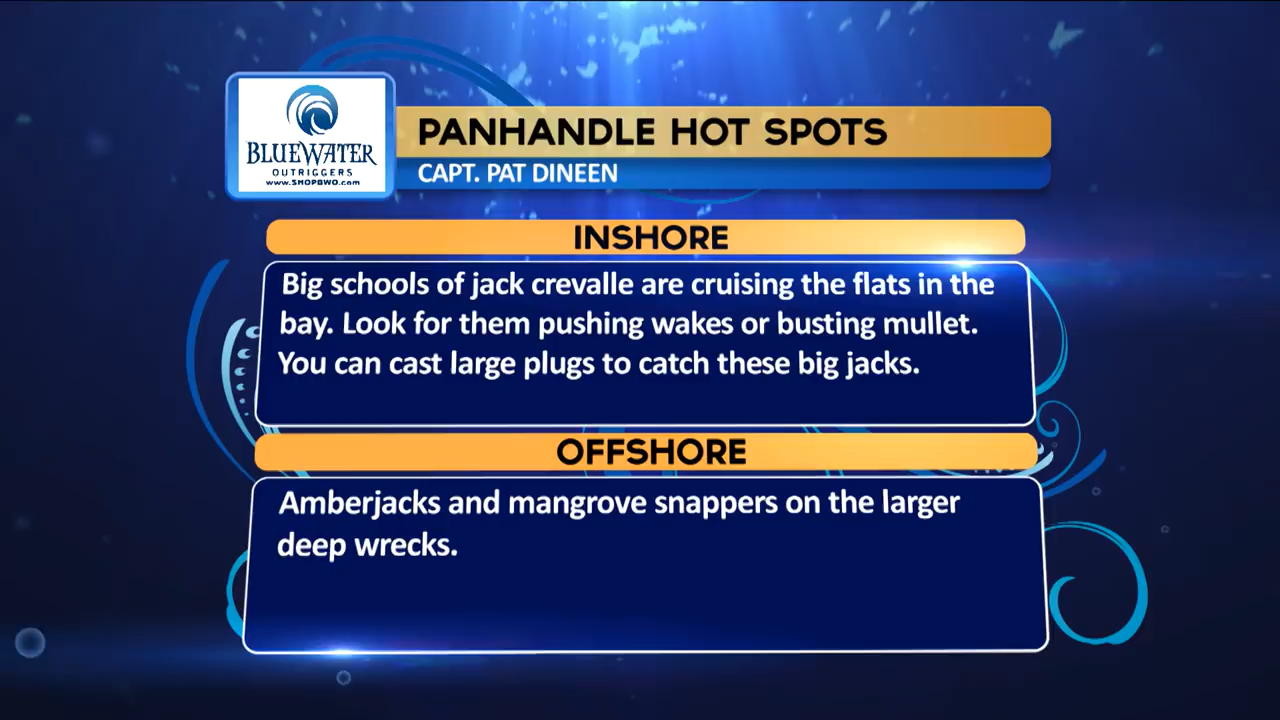 BLUEWATER
OUTRIGGERS
www.SHOPBWO.com
PANHANDLE HOT SPOTS
CAPT. PAT DINEEN
INSHORE
Big schools of jack crevalle are cruising the flats in the
bay. Look for them pushing wakes or busting mullet.
You can cast large plugs to catch these big jacks.
OFFSHORE
Amberjacks and mangrove snappers on the larger
deep wrecks.